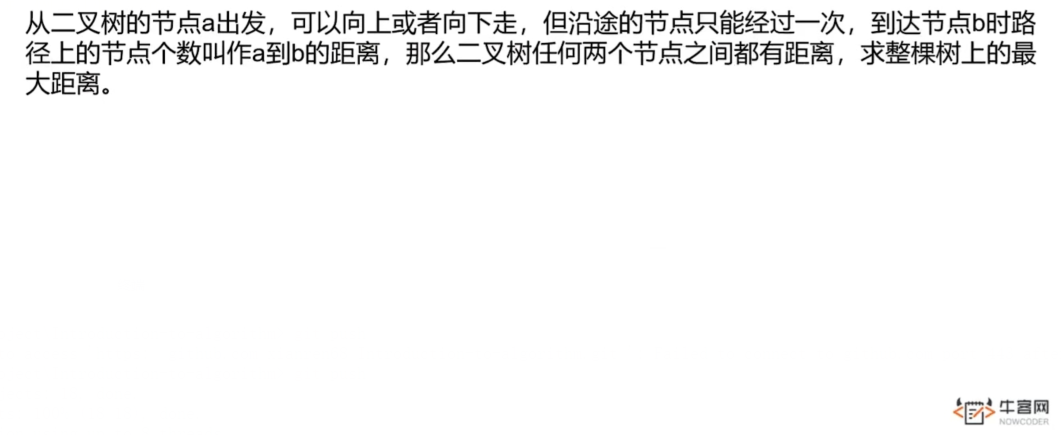 从二叉树的节点a出发，可以向上或者向下走，但沿途的节点只能经过一次，到达节点b时路
径上的节点个数叫作a到b的距离，那么二叉树任何两个节点之间都有距离，求整棵树上的最
大距离。
牛客网
NOWCODER